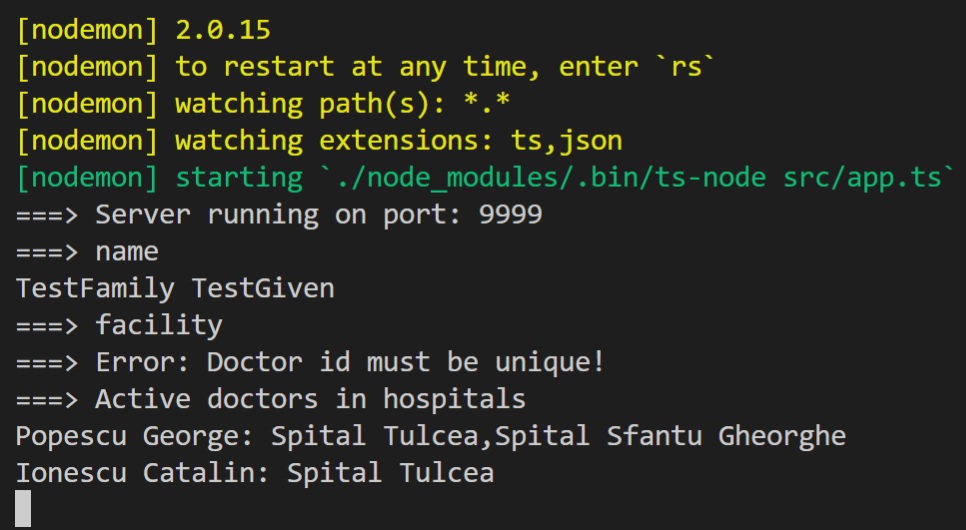 [nodemon] 2.0.15
[nodemon] to restart at any time, enter `rs`
[nodemon] watching path(s): *.*
[nodemon] watching extensions: ts,json
[nodemon] starting `./node_modules/.bin/ts-node src/app.ts`
===> Server running on port: 9999
===> name
TestFamily TestGiven
===> facility
===> Error: Doctor id must be unique!
===> Active doctors in hospitals
Popescu George: Spital Tulcea,Spital Sfantu Gheorghe
Ionescu Catalin: Spital Tulcea